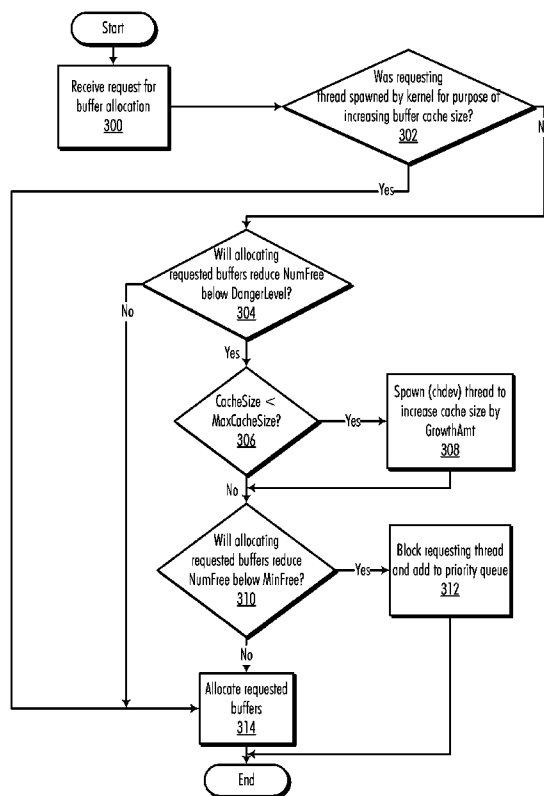 Start
Receive request for
buffer allocation
300
Was requesting
thread spawned by kernel for purpose of
increasing buffer cache size?
302
Yes
Will allocating
requested buffers reduce NumFree
below DangerLevel?
304
No
Yes
CacheSize <
MaxCacheSize?
306
Yes
Spawn (chdev) thread to
increase cache size by
GrowthAmt
308
No
Will allocating
requested buffers reduce
NumFree below MinFree?
310
Yes
Block requesting thread
and add to priority queue
312
No
Allocate requested
buffers
314
End